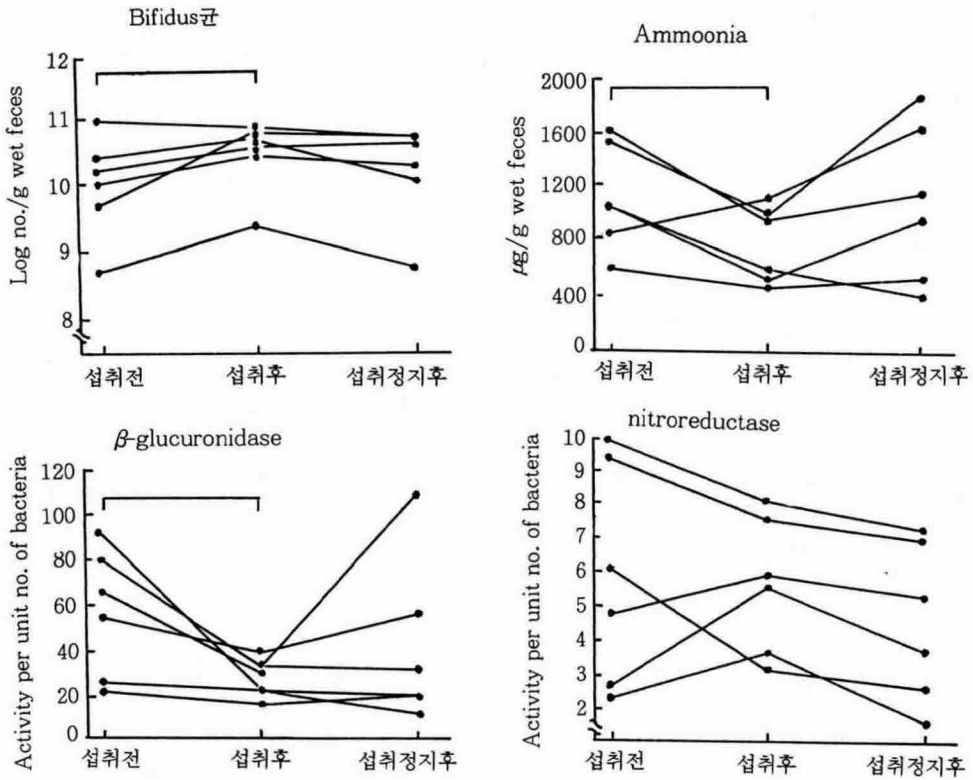 Bifidus균
12
11
10
9
8
Log no./g wet feces
섭취전 섭취후 섭취정지후
Ammoonia
2000
1600
1200
800
400
0
µg/g wet feces
섭취전 섭취후 섭취정지후
β-glucuronidase
120
100
80
60
40
20
0
Activity per unit no. of bacteria
섭취전 섭취후 섭취정지후
nitroreductase
10
9
8
7
6
5
4
3
2
Activity per unit no. of bacteria
섭취전 섭취후 섭취정지후